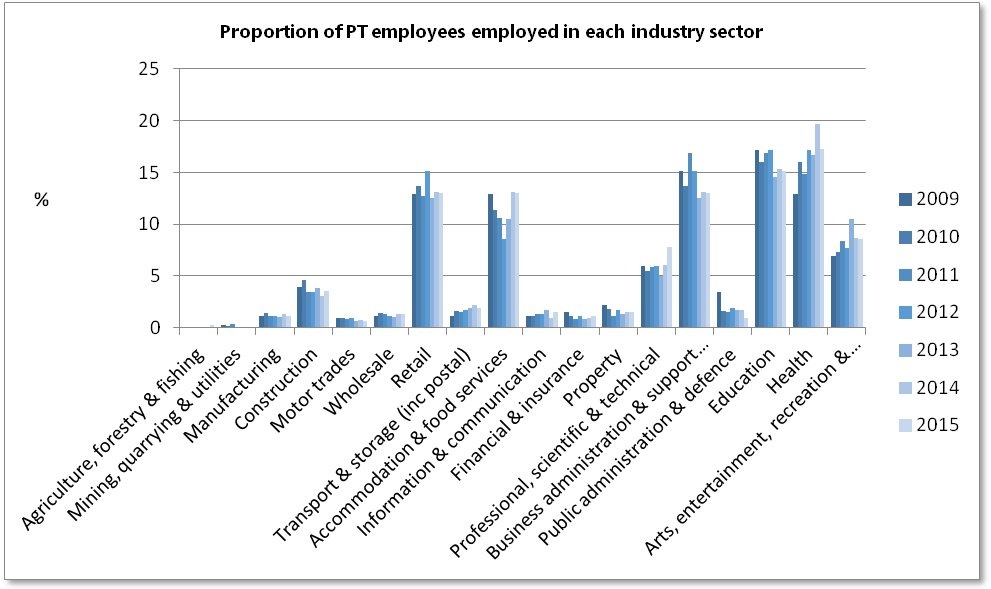 Proportion of PT employees employed in each industry sector
25
20
15
10
5
0
%
Agriculture, forestry & fishing
Mining, quarrying & utilities
Manufacturing
Construction
Motor trades
Wholesale
Retail
Transport & storage (inc postal)
Accommodation & food services
Information & communication
Financial & insurance
Property
Professional, scientific & technical
Business administration & support...
Public administration & defence
Education
Health
Arts, entertainment, recreation &...
2009
2010
2011
2012
2013
2014
2015